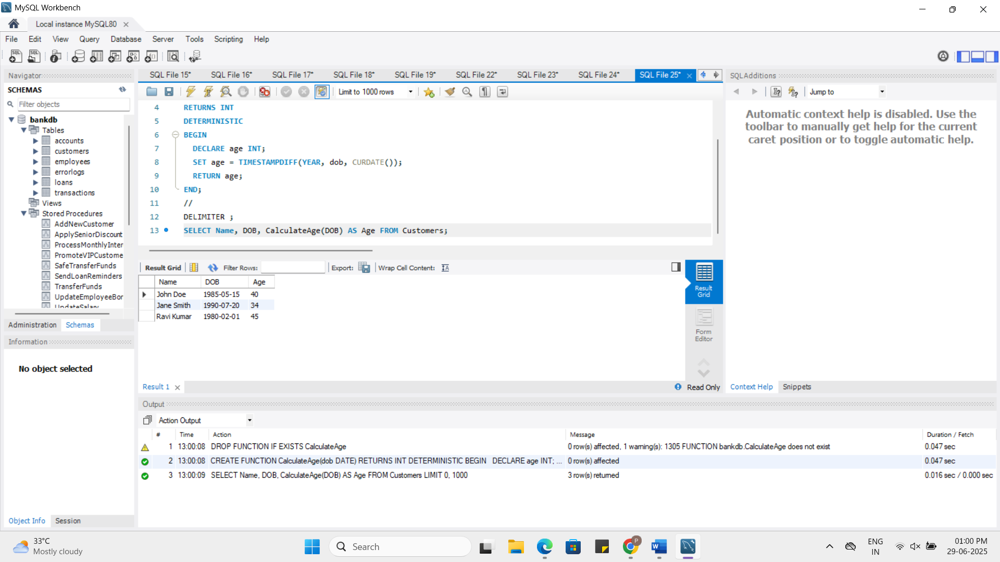 MySQL Workbench
Local instance MySQL80
File Edit View Query Database Server Tools Scripting Help
Navigator
SCHEMAS
Filter objects
bankdb
Tables
accounts
customers
employees
errorlogs
loans
transactions
Views
Stored Procedures
AddNewCustomer
ApplySeniorDiscount
ProcessMonthlyInter
PromoteVIPCustome
SafeTransferFunds
SendLoanReminders
TransferFunds
UpdateEmployeeBor
UpdateSalary
Administration Schemas
Information
No object selected
Object Info Session
SQL File 15* SQL File 16* SQL File 17* SQL File 18* SQL File 19* SQL File 22* SQL File 23* SQL File 24* SQL File 25*
Limit to 1000 rows
4 RETURNS INT
5 DETERMINISTIC
6 BEGIN
7 DECLARE age INT;
8 SET age = TIMESTAMPDIFF(YEAR, dob, CURDATE());
9 RETURN age;
10 END;
11 //
12 DELIMITER ;
13 SELECT Name, DOB, CalculateAge(DOB) AS Age FROM Customers;
Result Grid Filter Rows: Export: Wrap Cell Content:
Name DOB Age
John Doe 1985-05-15 40
Jane Smith 1990-07-20 34
Ravi Kumar 1980-02-01 45
Result
Grid
Form
Editor
Result 1
Read Only
SQLAdditions
Jump to
Automatic context help is disabled. Use the
toolbar to manually get help for the current
caret position or to toggle automatic help.
Context Help Snippets
Output
Action Output
# Time Action Message Duration / Fetch
1 13:00:08 DROP FUNCTION IF EXISTS CalculateAge 0 row(s) affected, 1 warning(s): 1305 FUNCTION bankdb.CalculateAge does not exist 0.047 sec
2 13:00:08 CREATE FUNCTION CalculateAge(dob DATE) RETURNS INT DETERMINISTIC BEGIN DECLARE age INT; ... 0 row(s) affected 0.047 sec
3 13:00:09 SELECT Name, DOB, CalculateAge(DOB) AS Age FROM Customers LIMIT 0, 1000 3 row(s) returned 0.016 sec / 0.000 sec
33°C
Mostly cloudy
Search
ENG
IN
01:00 PM
29-06-2025